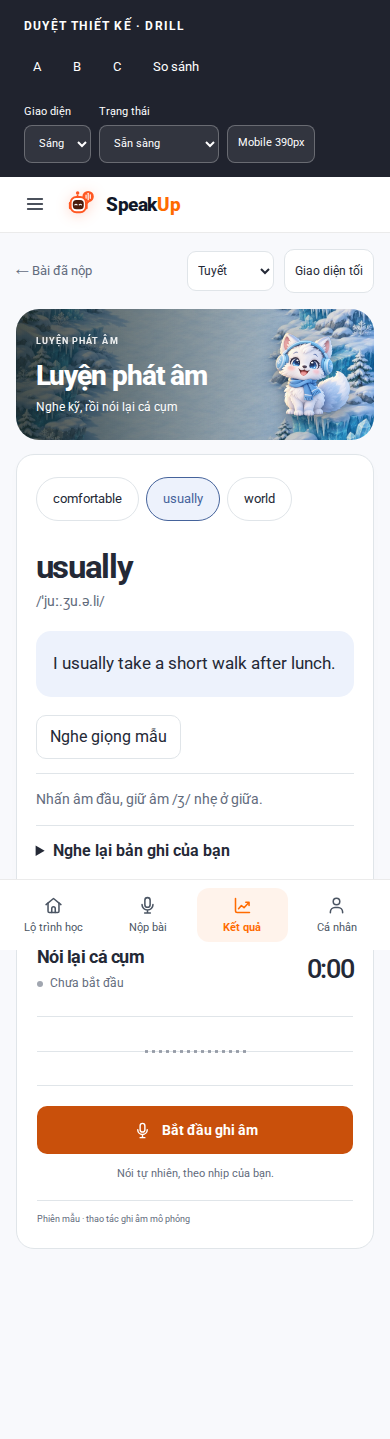 DUYỆT THIẾT KẾ · DRILL
A B C So sánh
Giao diện Trạng thái
Sáng Sẵn sàng Mobile 390px
SpeakUp
← Bài đã nộp Tuyết Giao diện tối
LUYỆN PHÁT ÂM
Luyện phát âm
Nghe kỹ, rồi nói lại cả cụm
comfortable usually world
usually
/ˈjuː.ʒu.ə.li/
I usually take a short walk after lunch.
Nghe giọng mẫu
Nhấn âm đầu, giữ âm /ʒ/ nhẹ ở giữa.
Nghe lại bản ghi của bạn
Lộ trình học Nộp bài Kết quả Cá nhân
Nói lại cả cụm 0:00
Chưa bắt đầu
Bắt đầu ghi âm
Nói tự nhiên, theo nhịp của bạn.
Phiên mẫu · thao tác ghi âm mô phỏng